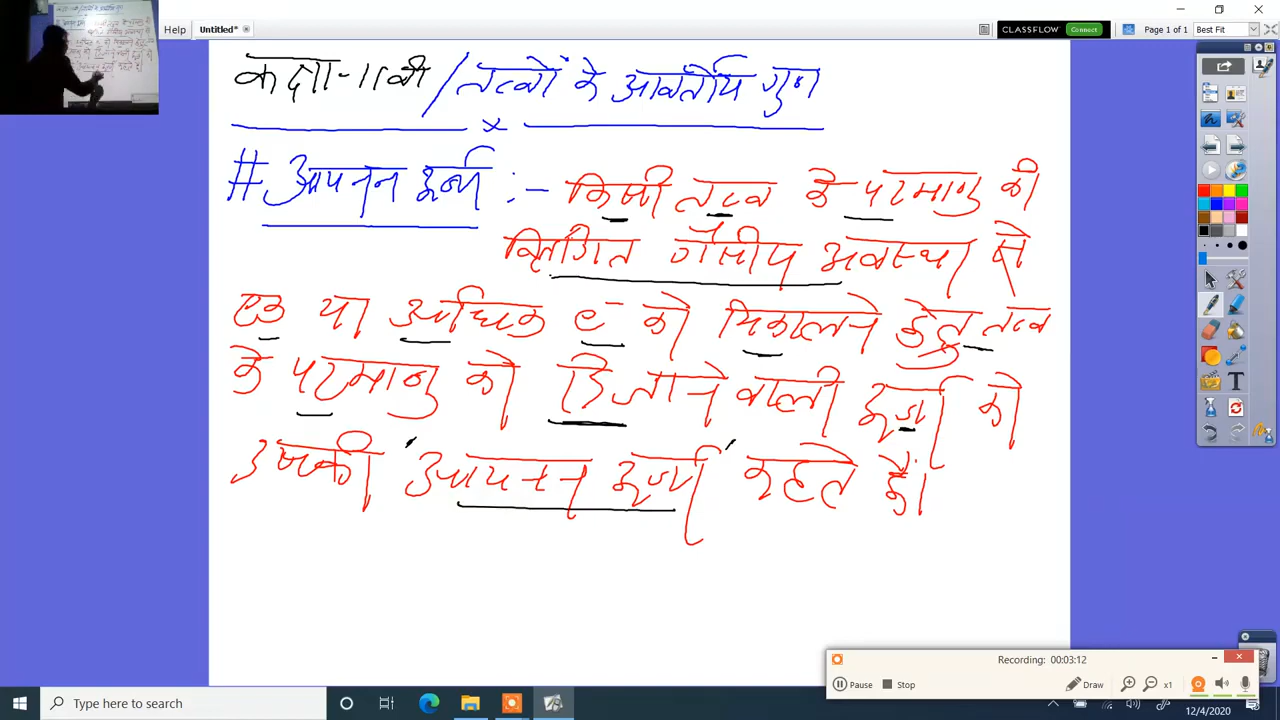 Help
Untitled*
CLASSFLOW Connect
Page 1 of 1
Best Fit
कक्षा-11वी / तत्वों के आवर्तीय गुण
# आयनन ऊर्जा :- किसी तत्व के परमाणु की
विलगित गैसीय अवस्था से
एक या अधिक e⁻ को निकालने हेतु तत्व
के परमाणु को दिजाने वाली ऊर्जा को
उसकी 'आयनन ऊर्जा' कहते हैं।
Recording: 00:03:12
Pause Stop Draw x1
Type here to search
12/4/2020